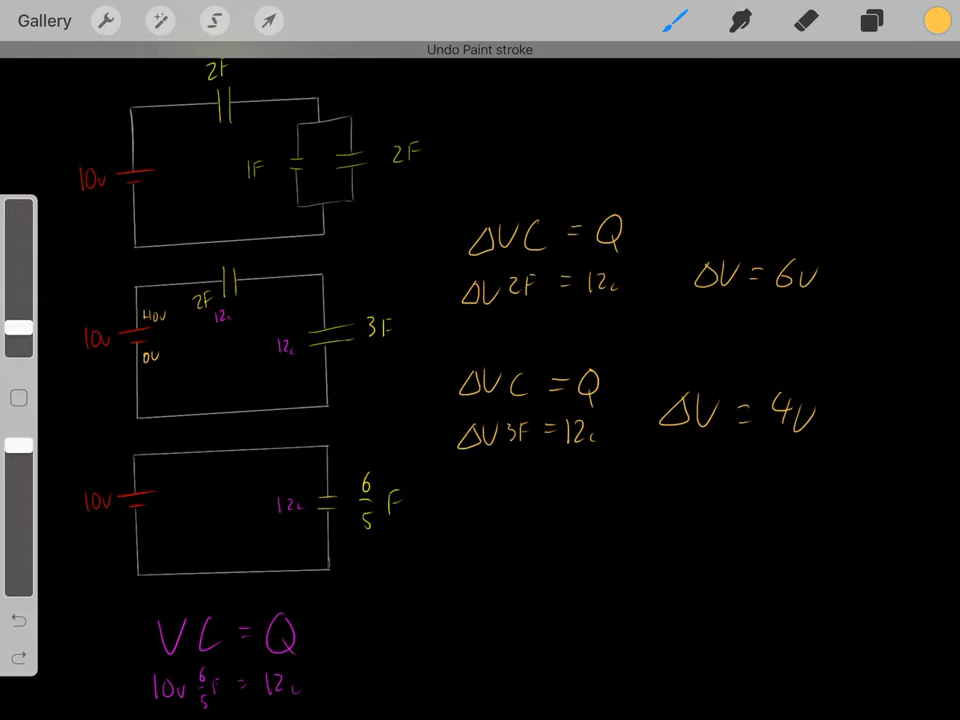 Gallery
Undo Paint stroke
2F
10v
1F
2F
ΔVC = Q
ΔV 2F = 12c
ΔV = 6v
2F
12c
10v
0v
10v
12c
3F
ΔVC = Q
ΔV 3F = 12c
ΔV = 4v
10v
12c
6/5 F
VC = Q
10v 6/5 F = 12c